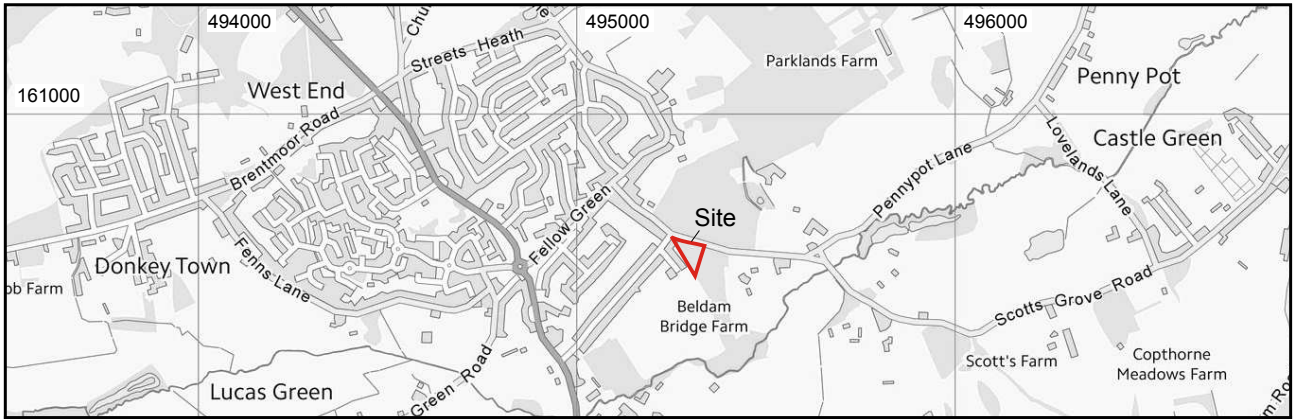 494000
495000
496000
Streets Heath
Parklands Farm
Penny Pot
West End
161000
Brentmoor Road
Lovelands Lane
Castle Green
Pennypot Lane
Fellow Green
Site
Donkey Town
Fenns Lane
Beldam
Bridge Farm
Scotts Grove Road
Scott's Farm
Copthorne
Meadows Farm
Lucas Green
Green Road